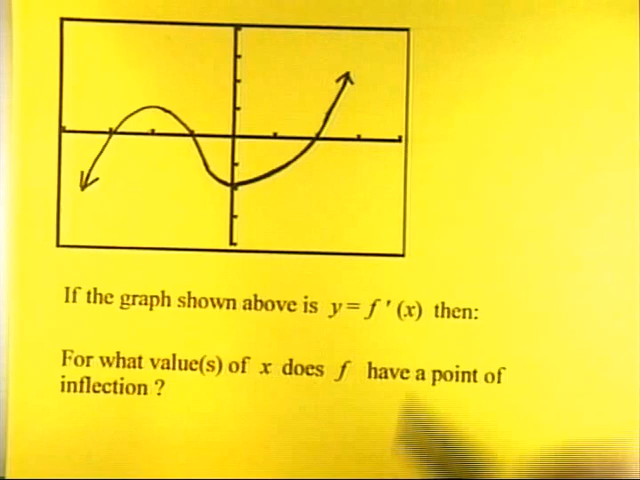 If the graph shown above is y = f ' (x) then:
For what value(s) of x does f have a point of
inflection ?